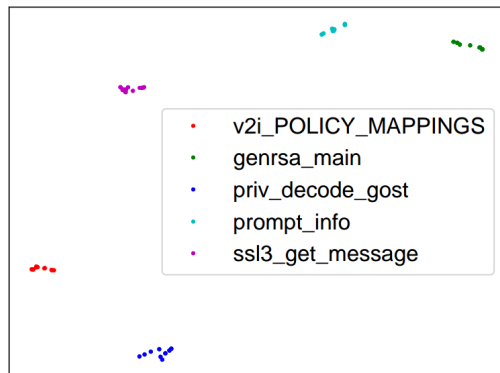 v2i_POLICY_MAPPINGS
genrsa_main
priv_decode_gost
prompt_info
ssl3_get_message